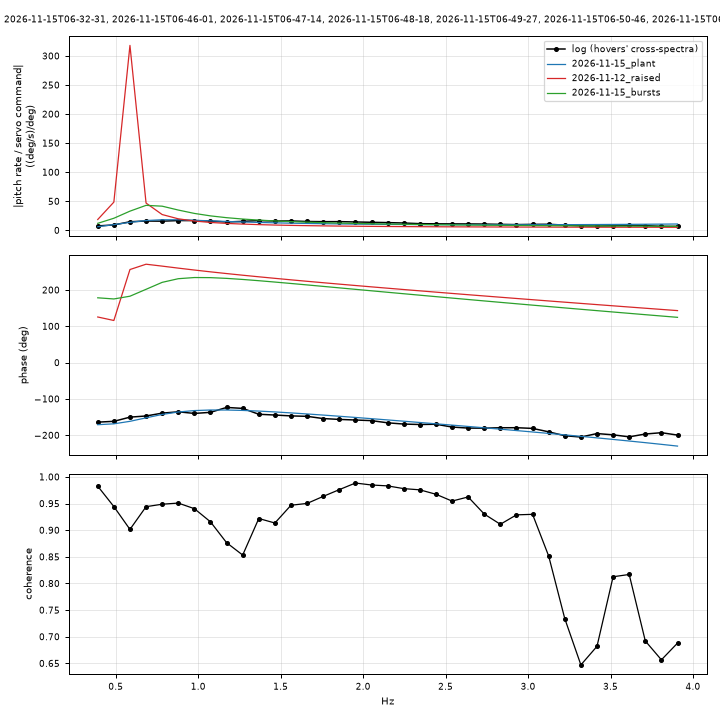 2026-11-15T06-32-31, 2026-11-15T06-46-01, 2026-11-15T06-47-14, 2026-11-15T06-48-18, 2026-11-15T06-49-27, 2026-11-15T06-50-46, 2026-11-15T06
|pitch rate / servo command|
((deg/s)/deg)
300
250
200
150
100
50
0
log (hovers' cross-spectra)
2026-11-15_plant
2026-11-12_raised
2026-11-15_bursts
phase (deg)
200
100
0
−100
−200
coherence
1.00
0.95
0.90
0.85
0.80
0.75
0.70
0.65
0.5
1.0
1.5
2.0
2.5
3.0
3.5
4.0
Hz